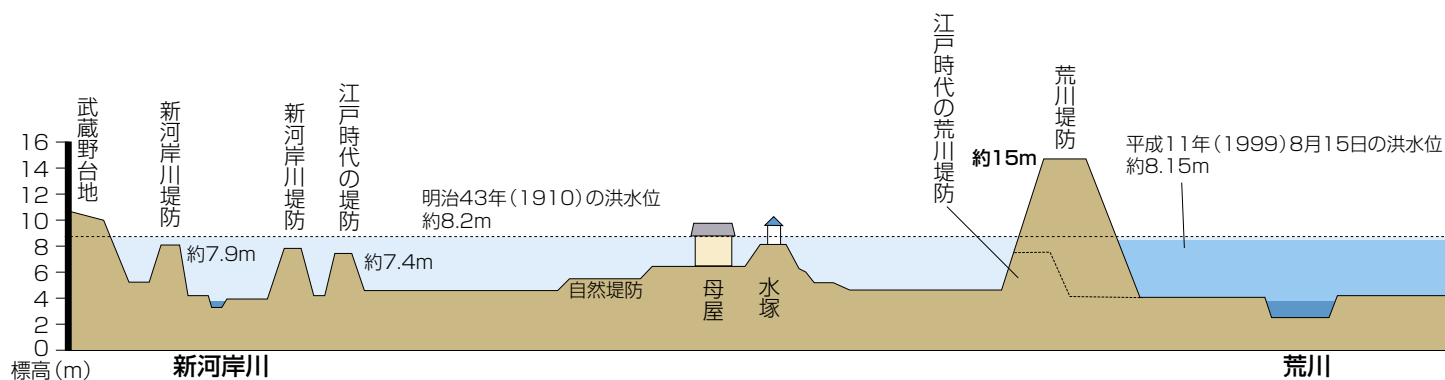 武蔵野台地
新河岸川堤防
新河岸川堤防
江戸時代の堤防
江戸時代の荒川堤防
荒川堤防
16
14
12
10
8
6
4
2
0
標高(m)
約7.9m
約7.4m
明治43年(1910)の洪水位
約8.2m
自然堤防
母屋
水塚
約15m
平成11年(1999)8月15日の洪水位
約8.15m
新河岸川
荒川